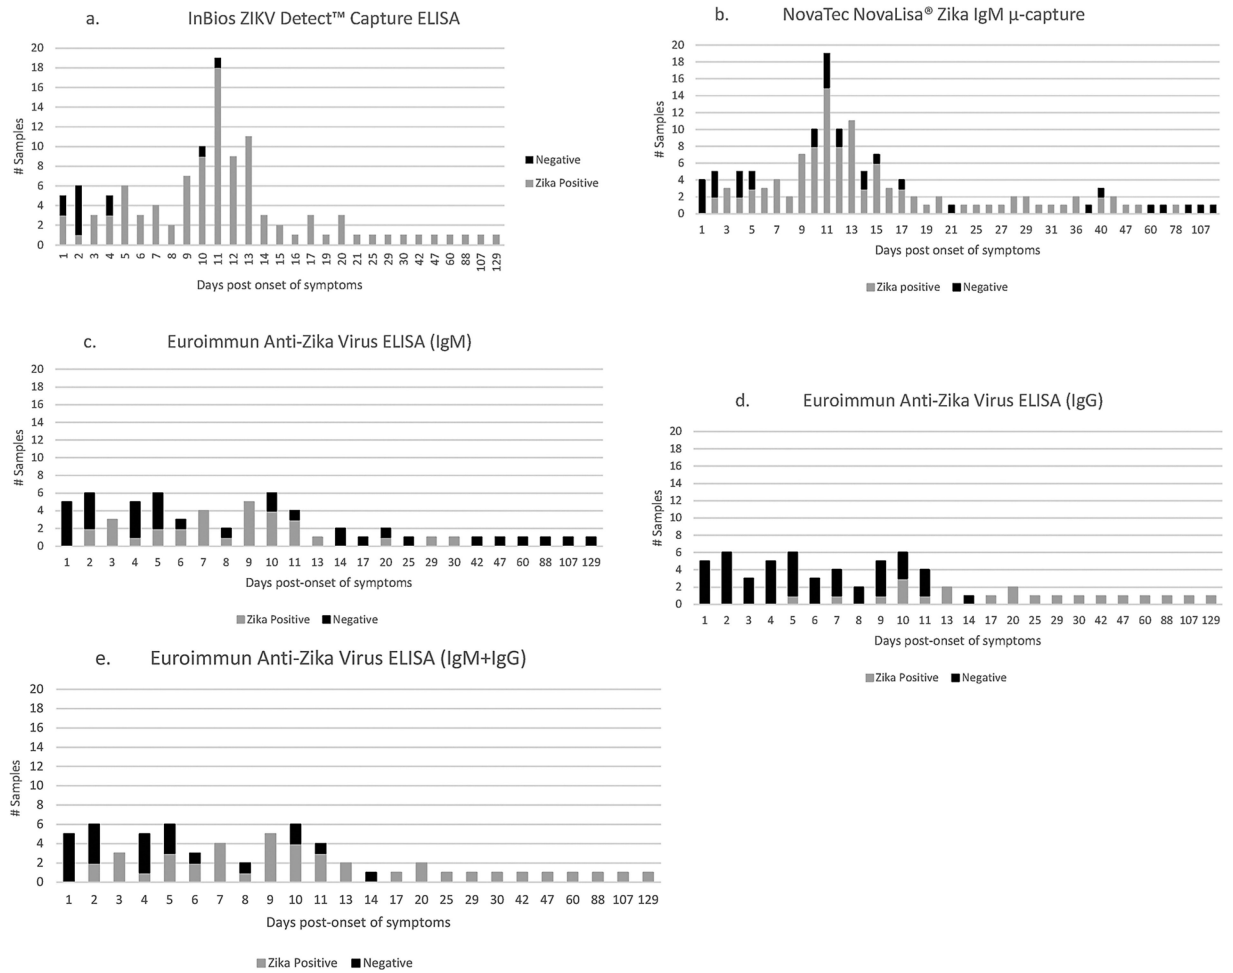 a. InBios ZIKV Detect™ Capture ELISA
20
18
16
14
12
10
8
6
4
2
0
# Samples
1 2 3 4 5 6 7 8 9 10 11 12 13 14 15 16 17 19 20 21 25 29 30 42 47 60 88 107 129
Days post onset of symptoms
Negative
Zika Positive
b. NovaTec NovaLisa® Zika IgM µ-capture
20
18
16
14
12
10
8
6
4
2
0
# Samples
1 3 5 7 9 11 13 15 17 19 21 25 27 29 31 36 40 47 60 78 107
Days post onset of symptoms
Zika positive Negative
c. Euroimmun Anti-Zika Virus ELISA (IgM)
20
18
16
14
12
10
8
6
4
2
0
# Samples
1 2 3 4 5 6 7 8 9 10 11 13 14 17 20 25 29 30 42 47 60 88 107 129
Days post-onset of symptoms
Zika Positive Negative
d. Euroimmun Anti-Zika Virus ELISA (IgG)
20
18
16
14
12
10
8
6
4
2
0
# Samples
1 2 3 4 5 6 7 8 9 10 11 13 14 17 20 25 29 30 42 47 60 88 107 129
Days post-onset of symptoms
Zika Positive Negative
e. Euroimmun Anti-Zika Virus ELISA (IgM+IgG)
20
18
16
14
12
10
8
6
4
2
0
# Samples
1 2 3 4 5 6 7 8 9 10 11 13 14 17 20 25 29 30 42 47 60 88 107 129
Days post-onset of symptoms
Zika Positive Negative